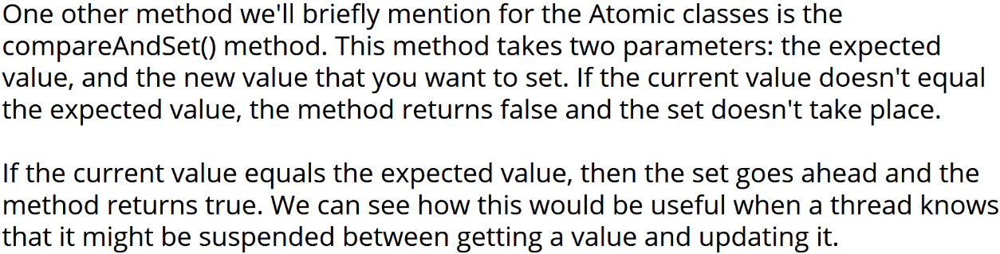 One other method we'll briefly mention for the Atomic classes is the
compareAndSet() method. This method takes two parameters: the expected
value, and the new value that you want to set. If the current value doesn't equal
the expected value, the method returns false and the set doesn't take place.
If the current value equals the expected value, then the set goes ahead and the
method returns true. We can see how this would be useful when a thread knows
that it might be suspended between getting a value and updating it.